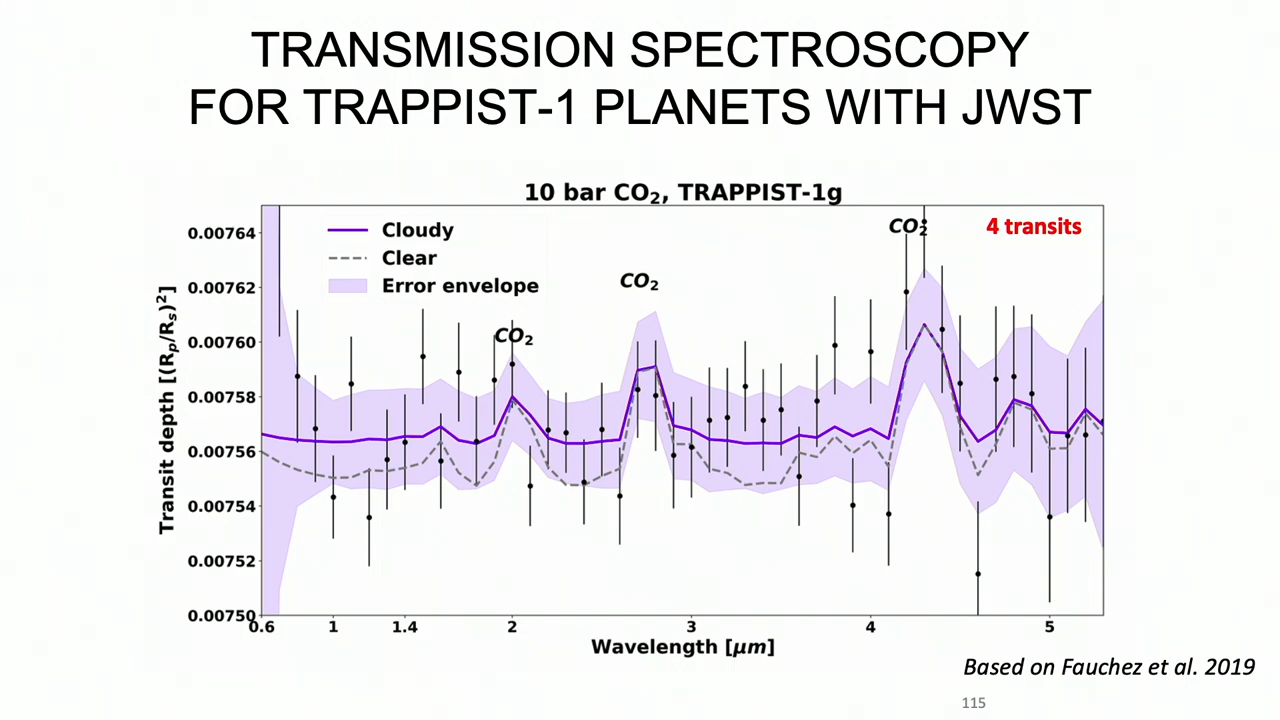 TRANSMISSION SPECTROSCOPY
FOR TRAPPIST-1 PLANETS WITH JWST
10 bar CO₂, TRAPPIST-1g
Cloudy
Clear
Error envelope
CO₂
CO₂
CO₂
4 transits
Transit depth [(Rₚ/Rₛ)²]
0.00764
0.00762
0.00760
0.00758
0.00756
0.00754
0.00752
0.00750
0.6
1
1.4
2
3
4
5
Wavelength [μm]
Based on Fauchez et al. 2019
115